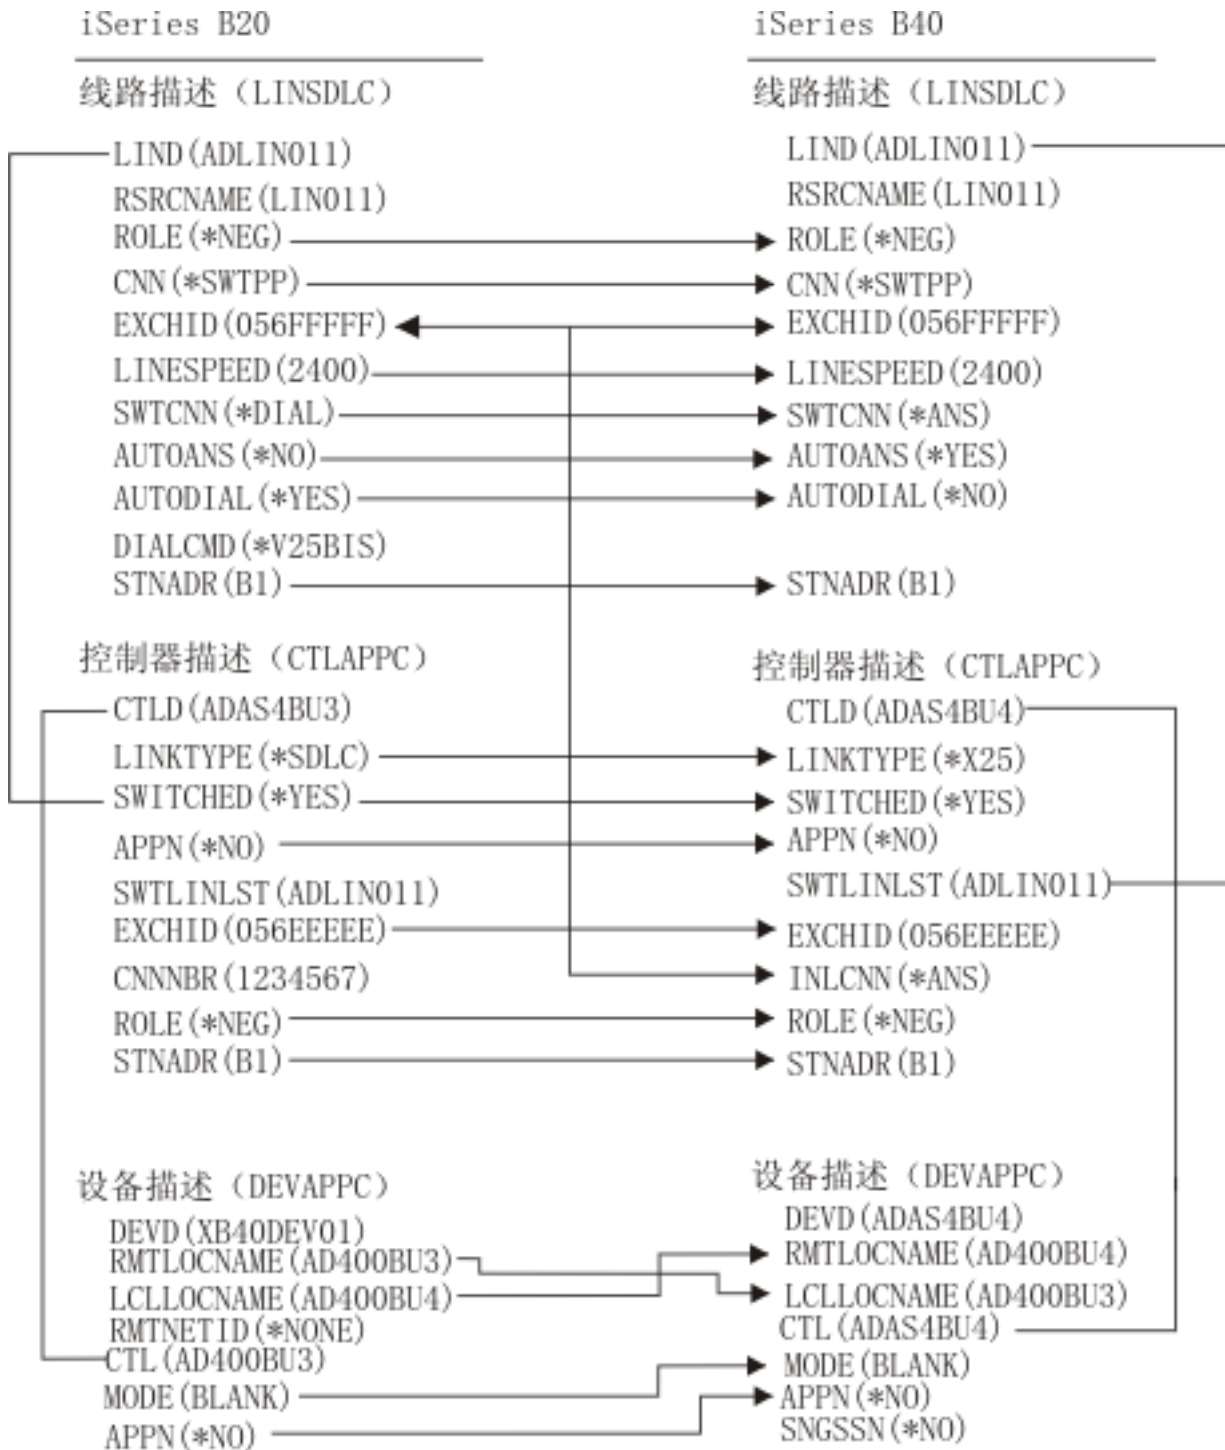 iSeries B20
线路描述（LINSDLC）
LIND(ADLIN011)
RSRCNAME(LIN011)
ROLE(*NEG)
CNN(*SWTPP)
EXCHID(056FFFFF)
LINESPEED(2400)
SWTCNN(*DIAL)
AUTOANS(*NO)
AUTODIAL(*YES)
DIALCMD(*V25BIS)
STNADR(B1)
控制器描述（CTLAPPC）
CTLD(ADAS4BU3)
LINKTYPE(*SDLC)
SWITCHED(*YES)
APPN(*NO)
SWTLINLST(ADLIN011)
EXCHID(056EEEEE)
CNNNBR(1234567)
ROLE(*NEG)
STNADR(B1)
设备描述（DEVAPPC）
DEVD(XB40DEV01)
RMTLOCNAME(AD400BU3)
LCLLOCNAME(AD400BU4)
RMTNETID(*NONE)
CTL(AD400BU3)
MODE(BLANK)
APPN(*NO)
iSeries B40
线路描述（LINSDLC）
LIND(ADLIN011)
RSRCNAME(LIN011)
ROLE(*NEG)
CNN(*SWTPP)
EXCHID(056FFFFF)
LINESPEED(2400)
SWTCNN(*ANS)
AUTOANS(*YES)
AUTODIAL(*NO)
STNADR(B1)
控制器描述（CTLAPPC）
CTLD(ADAS4BU4)
LINKTYPE(*X25)
SWITCHED(*YES)
APPN(*NO)
SWTLINLST(ADLIN011)
EXCHID(056EEEEE)
INLCNN(*ANS)
ROLE(*NEG)
STNADR(B1)
设备描述（DEVAPPC）
DEVD(ADAS4BU4)
RMTLOCNAME(AD400BU4)
LCLLOCNAME(AD400BU3)
CTL(ADAS4BU4)
MODE(BLANK)
APPN(*NO)
SNGSSN(*NO)